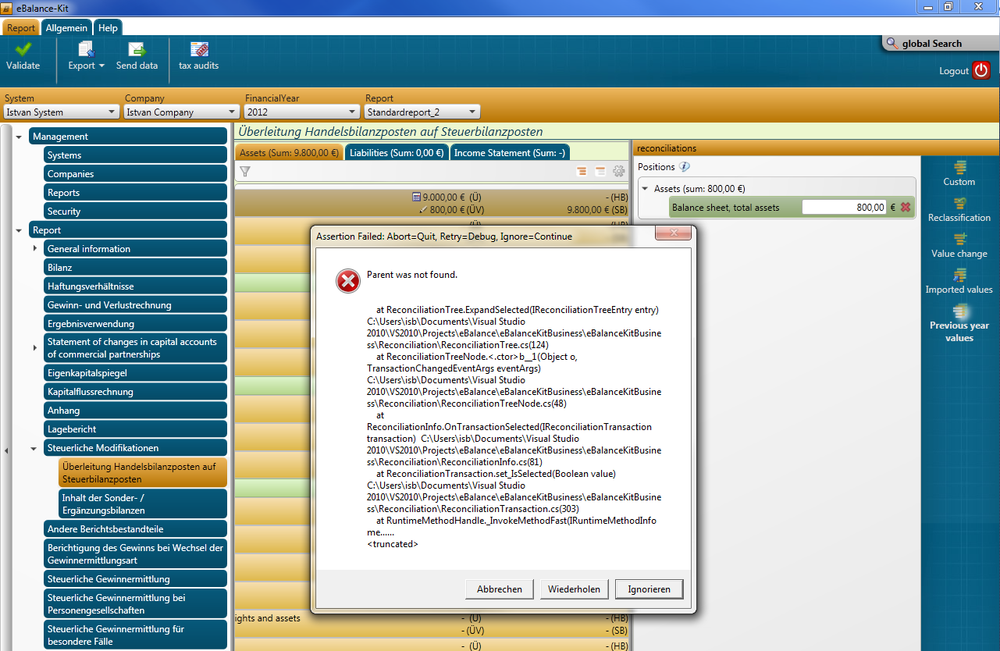 eBalance-Kit
Report
Allgemein
Help
Validate
Export
Send data
tax audits
global Search
Logout
System
Istvan System
Company
Istvan Company
FinancialYear
2012
Report
Standardreport_2
Management
Systems
Companies
Reports
Security
Report
General information
Bilanz
Haftungsverhältnisse
Gewinn- und Verlustrechnung
Ergebnisverwendung
Statement of changes in capital accounts
of commercial partnerships
Eigenkapitalspiegel
Kapitalflussrechnung
Anhang
Lagebericht
Steuerliche Modifikationen
Überleitung Handelsbilanzposten auf
Steuerbilanzposten
Inhalt der Sonder- /
Ergänzungsbilanzen
Andere Berichtsbestandteile
Berichtigung des Gewinns bei Wechsel der
Gewinnermittlungsart
Steuerliche Gewinnermittlung
Steuerliche Gewinnermittlung bei
Personengesellschaften
Steuerliche Gewinnermittlung für
besondere Fälle
Überleitung Handelsbilanzposten auf Steuerbilanzposten
Assets (Sum: 9.800,00 €)
Liabilities (Sum: 0,00 €)
Income Statement (Sum: -)
9.000,00 € (Ü) - (HB)
800,00 € (ÜV) 9.800,00 € (SB)
Assertion Failed: Abort=Quit, Retry=Debug, Ignore=Continue
Parent was not found.
at ReconciliationTree.ExpandSelected(IReconciliationTreeEntry entry)
C:\Users\isb\Documents\Visual Studio
2010\VS2010\Projects\eBalance\eBalanceKitBusiness\eBalanceKitBusine
ss\Reconciliation\ReconciliationTree.cs(124)
at ReconciliationTreeNode.<.ctor>b__1(Object o,
TransactionChangedEventArgs eventArgs)
C:\Users\isb\Documents\Visual Studio
2010\VS2010\Projects\eBalance\eBalanceKitBusiness\eBalanceKitBusine
ss\Reconciliation\ReconciliationTreeNode.cs(48)
at
ReconciliationInfo.OnTransactionSelected(IReconciliationTransaction
transaction) C:\Users\isb\Documents\Visual Studio
2010\VS2010\Projects\eBalance\eBalanceKitBusiness\eBalanceKitBusine
ss\Reconciliation\ReconciliationInfo.cs(81)
at ReconciliationTransaction.set_IsSelected(Boolean value)
C:\Users\isb\Documents\Visual Studio
2010\VS2010\Projects\eBalance\eBalanceKitBusiness\eBalanceKitBusine
ss\Reconciliation\ReconciliationTransaction.cs(303)
at RuntimeMethodHandle._InvokeMethodFast(IRuntimeMethodInfo
me......
<truncated>
Abbrechen
Wiederholen
Ignorieren
ights and assets - (Ü) - (HB)
- (ÜV) - (SB)
- (Ü) - (HB)
reconciliations
Positions
Assets (sum: 800,00 €)
Balance sheet, total assets 800,00 €
Custom
Reclassification
Value change
Imported values
Previous year
values